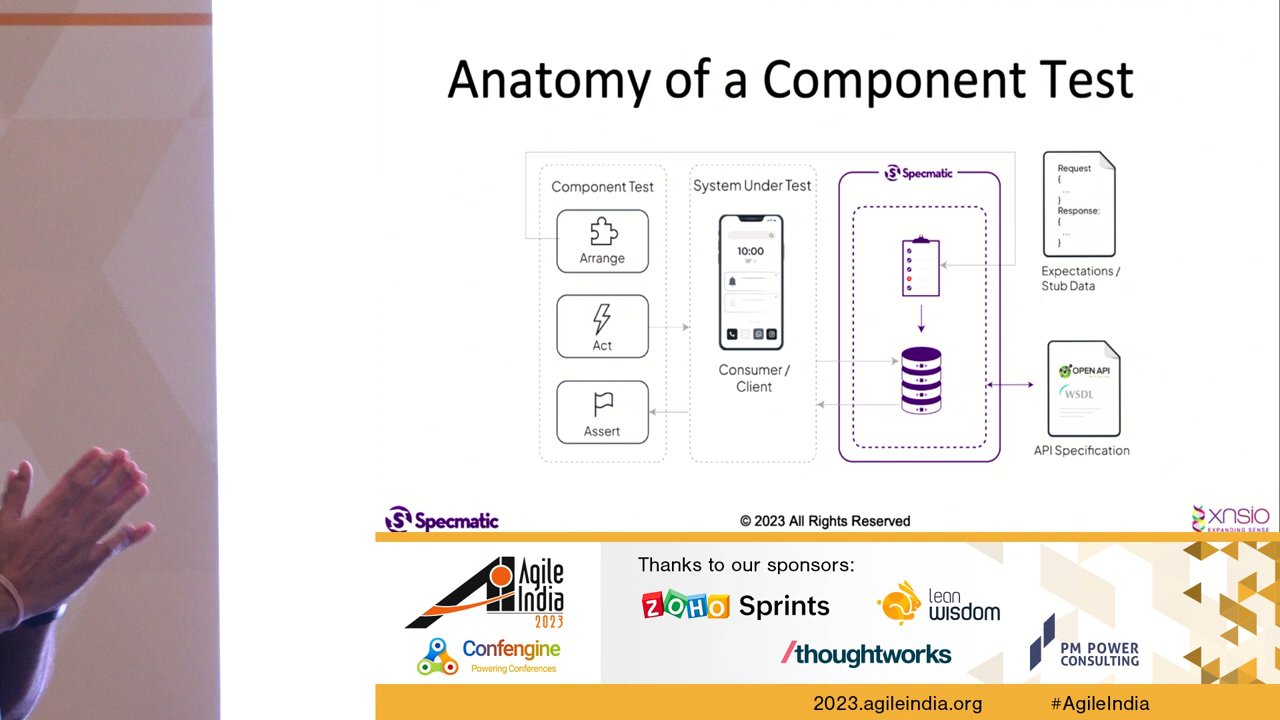 Anatomy of a Component Test
Component Test
Arrange
Act
Assert
System Under Test
10:00
Consumer /
Client
Specmatic
Request
{
...
}
Response:
{
...
}
Expectations /
Stub Data
OPEN API
WSDL
API Specification
Specmatic
© 2023 All Rights Reserved
xnsio
EXPANDING SENSE
Agile
India
2023
Confengine
Powering Conferences
Thanks to our sponsors:
ZOHO Sprints
lean
wisdom
/thoughtworks
PM POWER
CONSULTING
2023.agileindia.org
#AgileIndia